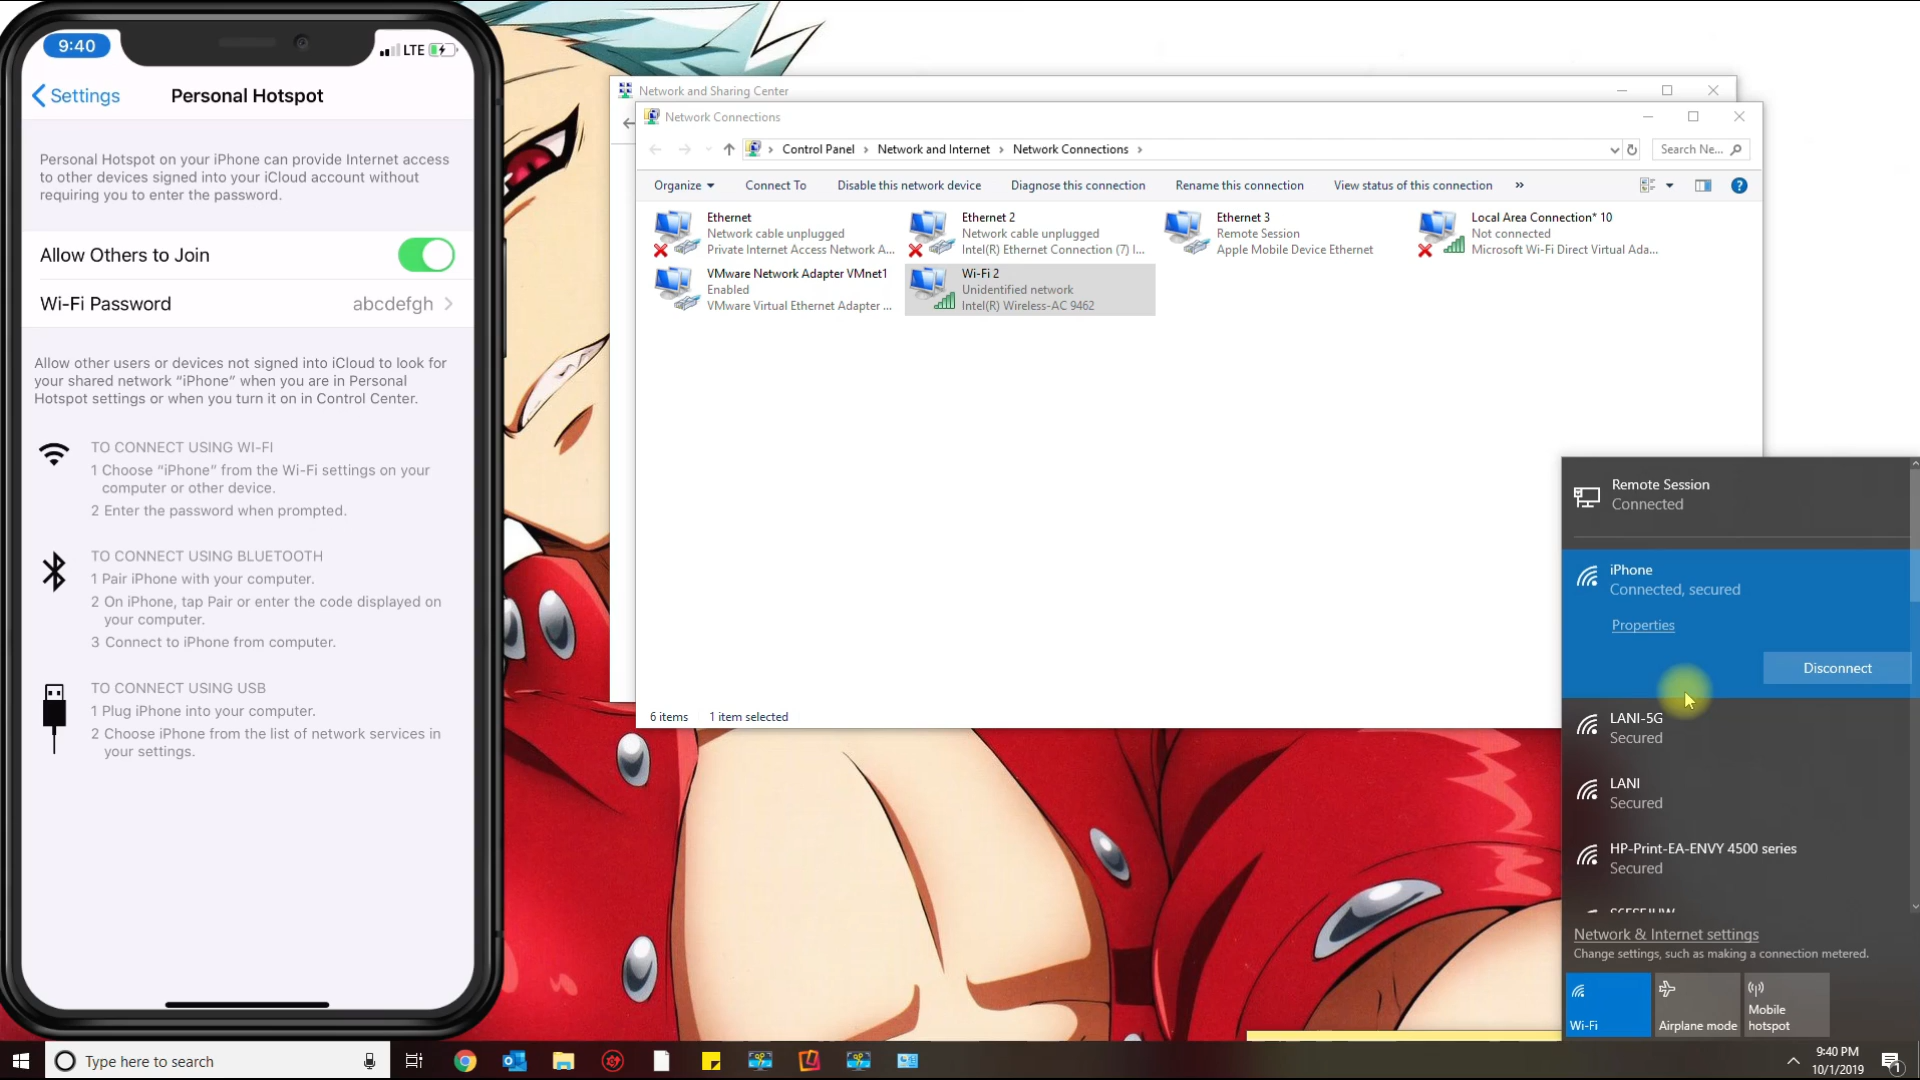 9:40
LTE
Settings
Personal Hotspot
Personal Hotspot on your iPhone can provide Internet access
to other devices signed into your iCloud account without
requiring you to enter the password.
Allow Others to Join
Wi-Fi Password
abcdefgh
Allow other users or devices not signed into iCloud to look for
your shared network “iPhone” when you are in Personal
Hotspot settings or when you turn it on in Control Center.
TO CONNECT USING WI-FI
1 Choose “iPhone” from the Wi-Fi settings on your
computer or other device.
2 Enter the password when prompted.
TO CONNECT USING BLUETOOTH
1 Pair iPhone with your computer.
2 On iPhone, tap Pair or enter the code displayed on
your computer.
3 Connect to iPhone from computer.
TO CONNECT USING USB
1 Plug iPhone into your computer.
2 Choose iPhone from the list of network services in
your settings.
Network and Sharing Center
Network Connections
Control Panel › Network and Internet › Network Connections ›
Search Ne...
Organize
Connect To
Disable this network device
Diagnose this connection
Rename this connection
View status of this connection
»
Ethernet
Network cable unplugged
Private Internet Access Network A...
Ethernet 2
Network cable unplugged
Intel(R) Ethernet Connection (7) I...
Ethernet 3
Remote Session
Apple Mobile Device Ethernet
Local Area Connection* 10
Not connected
Microsoft Wi-Fi Direct Virtual Ada...
VMware Network Adapter VMnet1
Enabled
VMware Virtual Ethernet Adapter ...
Wi-Fi 2
Unidentified network
Intel(R) Wireless-AC 9462
6 items
1 item selected
Remote Session
Connected
iPhone
Connected, secured
Properties
Disconnect
LANI-5G
Secured
LANI
Secured
HP-Print-EA-ENVY 4500 series
Secured
Network & Internet settings
Change settings, such as making a connection metered.
Wi-Fi
Airplane mode
Mobile
hotspot
Type here to search
9:40 PM
10/1/2019
1